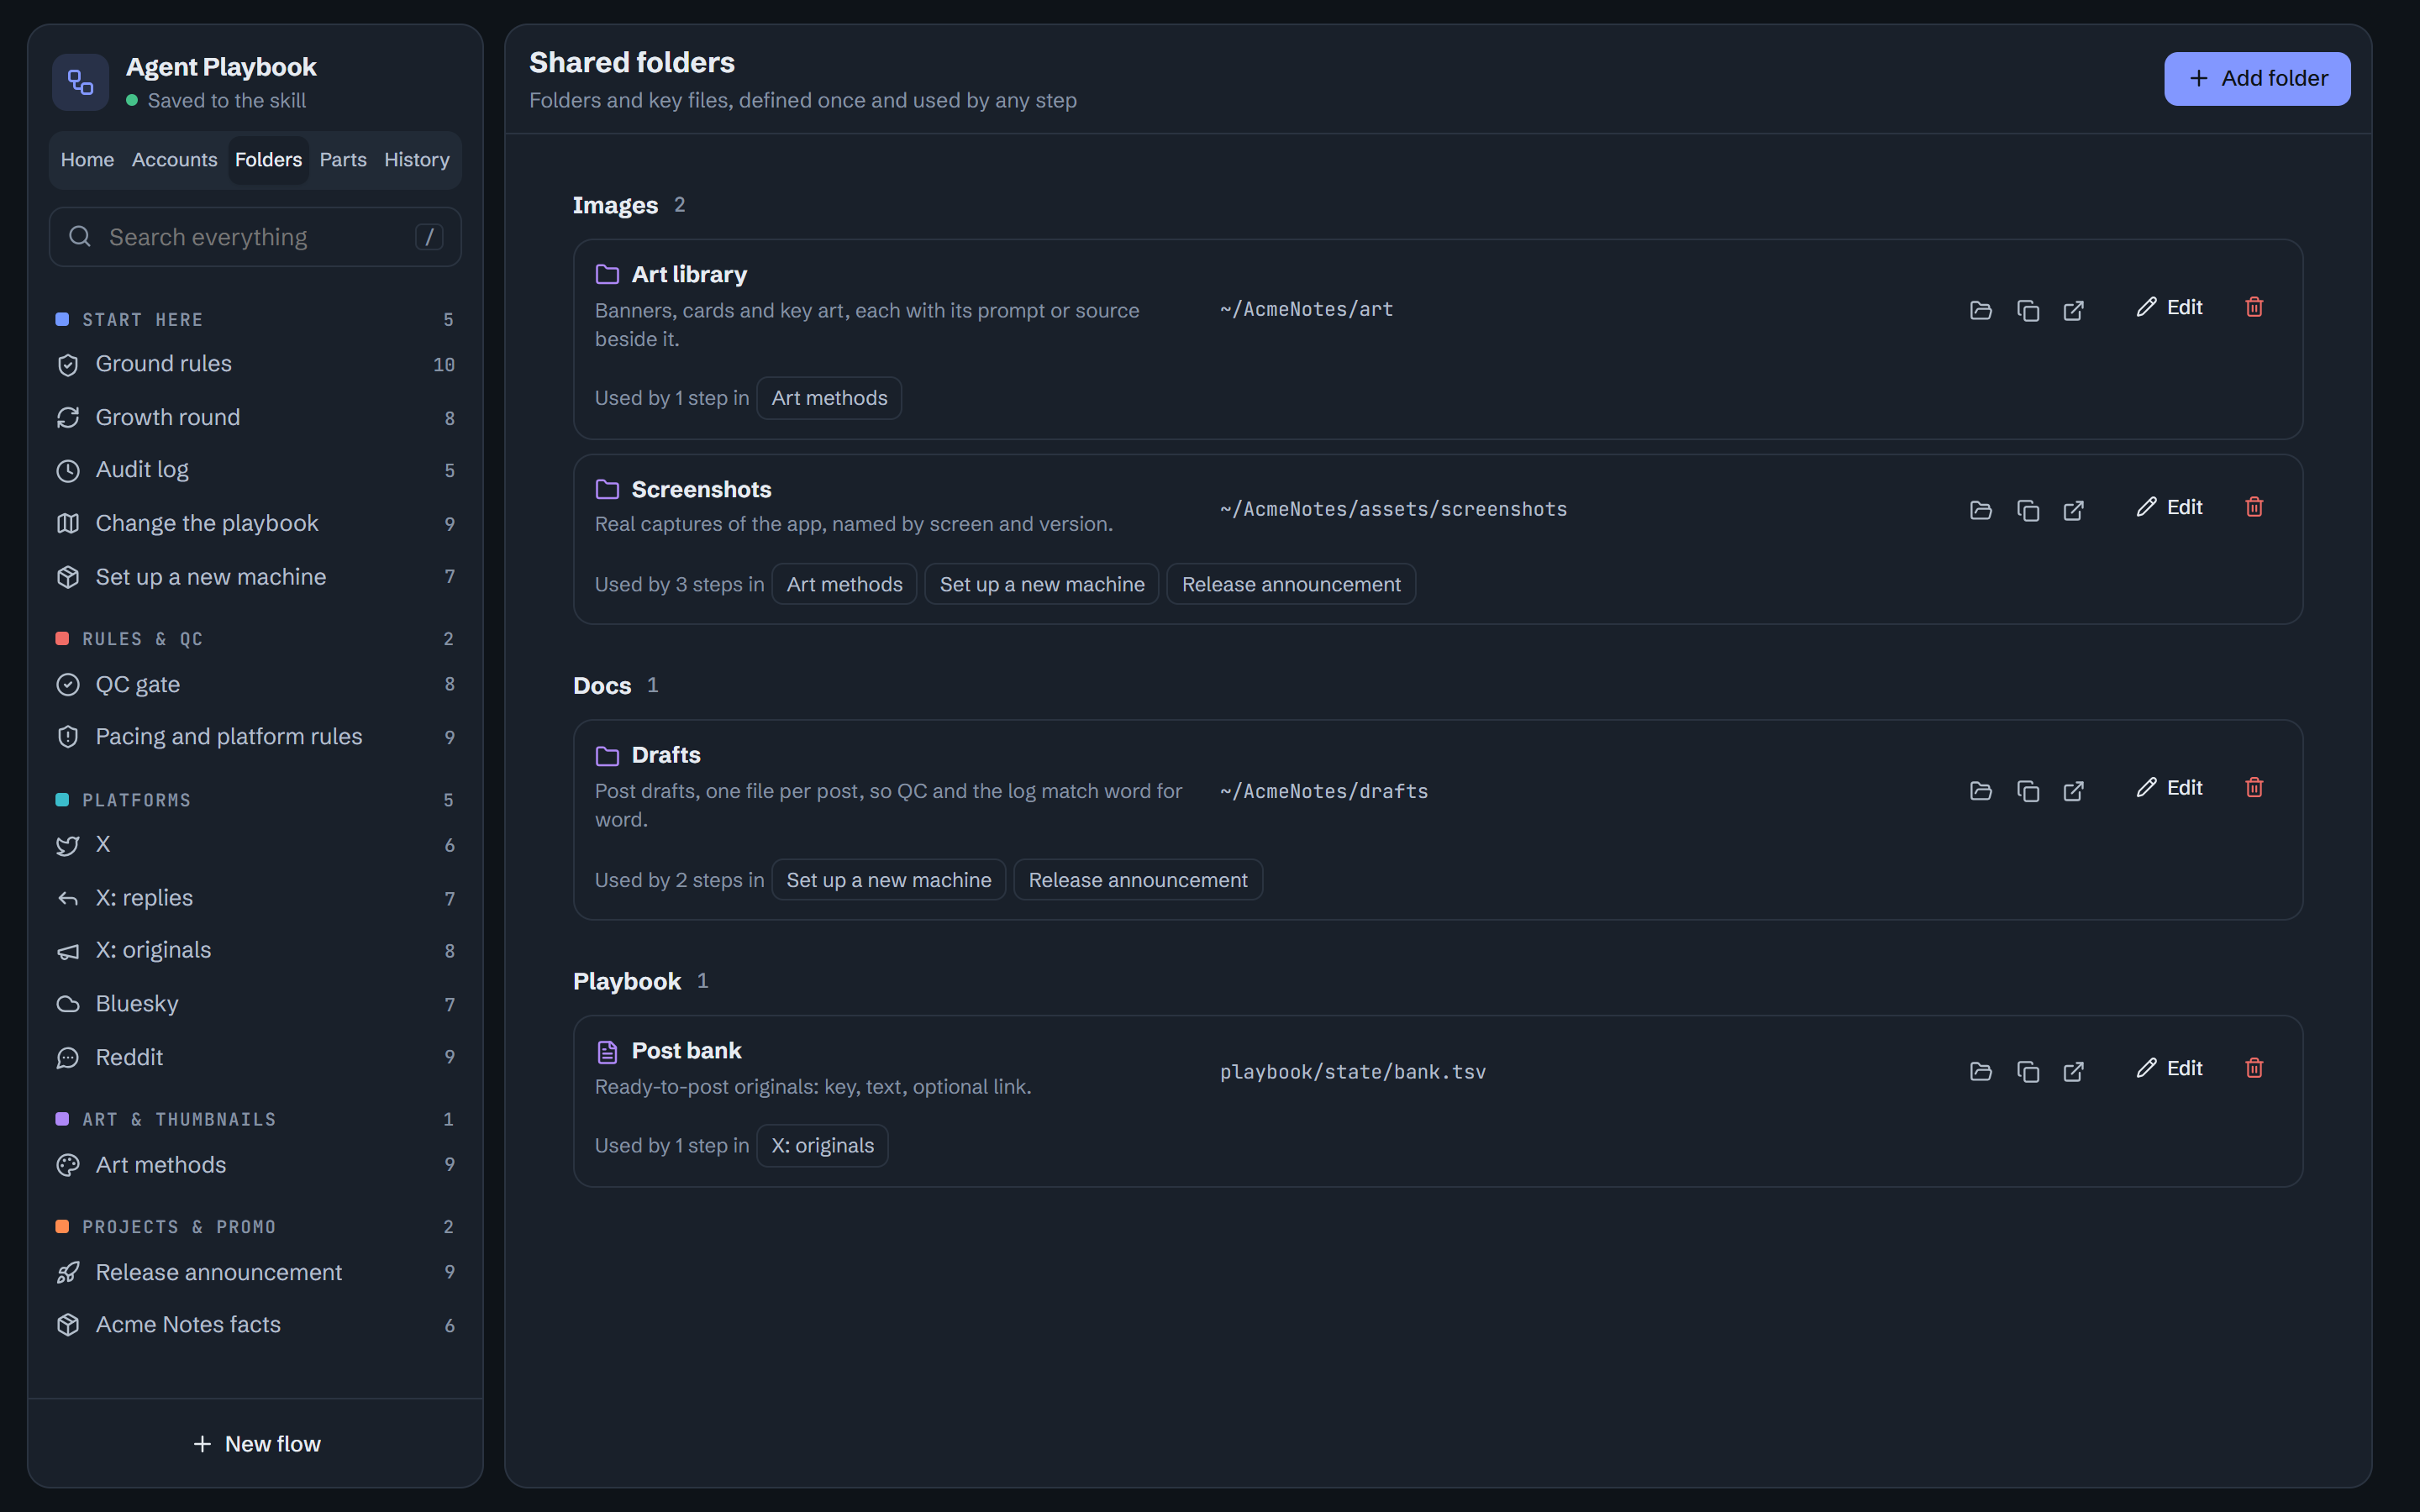 Agent Playbook
Saved to the skill
Home Accounts Folders Parts History
Search everything /
START HERE 5
Ground rules 10
Growth round 8
Audit log 5
Change the playbook 9
Set up a new machine 7
RULES & QC 2
QC gate 8
Pacing and platform rules 9
PLATFORMS 5
X 6
X: replies 7
X: originals 8
Bluesky 7
Reddit 9
ART & THUMBNAILS 1
Art methods 9
PROJECTS & PROMO 2
Release announcement 9
Acme Notes facts 6
New flow
Shared folders
Folders and key files, defined once and used by any step
Add folder
Images 2
Art library
Banners, cards and key art, each with its prompt or source
beside it.
~/AcmeNotes/art
Edit
Used by 1 step in Art methods
Screenshots
Real captures of the app, named by screen and version.
~/AcmeNotes/assets/screenshots
Edit
Used by 3 steps in Art methods Set up a new machine Release announcement
Docs 1
Drafts
Post drafts, one file per post, so QC and the log match word for
word.
~/AcmeNotes/drafts
Edit
Used by 2 steps in Set up a new machine Release announcement
Playbook 1
Post bank
Ready-to-post originals: key, text, optional link.
playbook/state/bank.tsv
Edit
Used by 1 step in X: originals